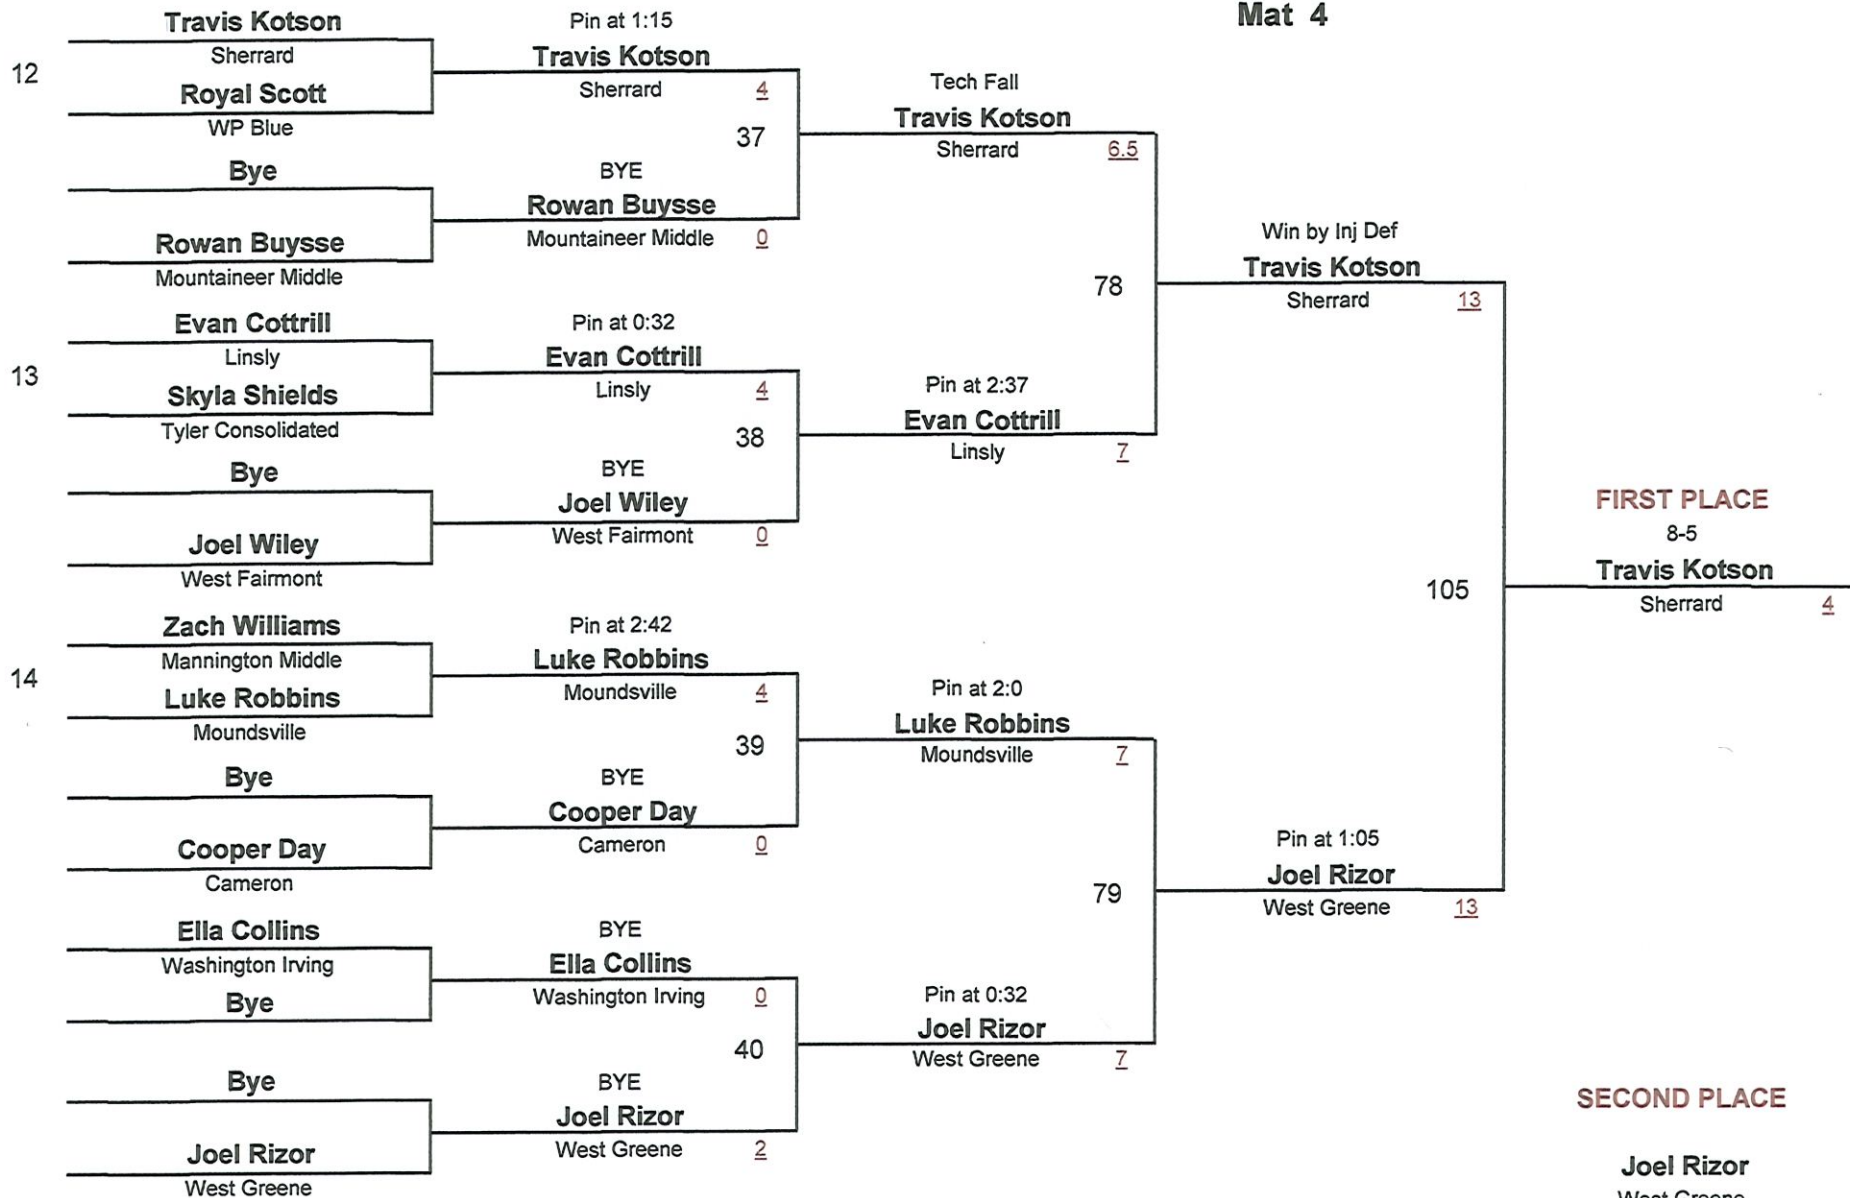 Mat 4
Travis Kotson
Sherrard
12
Royal Scott
WP Blue
Bye
Rowan Buysse
Mountaineer Middle
Evan Cottrill
Linsly
13
Skyla Shields
Tyler Consolidated
Bye
Joel Wiley
West Fairmont
Zach Williams
Mannington Middle
14
Luke Robbins
Moundsville
Bye
Cooper Day
Cameron
Ella Collins
Washington Irving
Bye
Bye
Joel Rizor
West Greene
Pin at 1:15
Travis Kotson
Sherrard 4
37
BYE
Rowan Buysse
Mountaineer Middle 0
Pin at 0:32
Evan Cottrill
Linsly 4
38
BYE
Joel Wiley
West Fairmont 0
Pin at 2:42
Luke Robbins
Moundsville 4
39
BYE
Cooper Day
Cameron 0
BYE
Ella Collins
Washington Irving 0
40
BYE
Joel Rizor
West Greene 2
Tech Fall
Travis Kotson
Sherrard 6.5
78
Pin at 2:37
Evan Cottrill
Linsly 7
Pin at 2:0
Luke Robbins
Moundsville 7
79
Pin at 0:32
Joel Rizor
West Greene 7
Win by Inj Def
Travis Kotson
Sherrard 13
105
Pin at 1:05
Joel Rizor
West Greene 13
FIRST PLACE
8-5
Travis Kotson
Sherrard 4
SECOND PLACE
Joel Rizor
West Greene